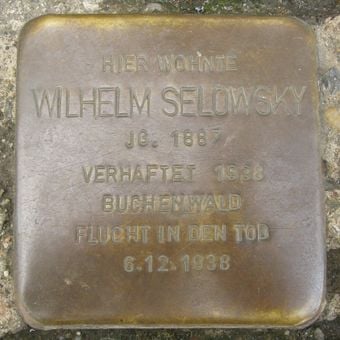 HIER WOHNTE
WILHELM SELOWSKY
JG. 1887
VERHAFTET 1938
BUCHENWALD
FLUCHT IN DEN TOD
6.12.1938